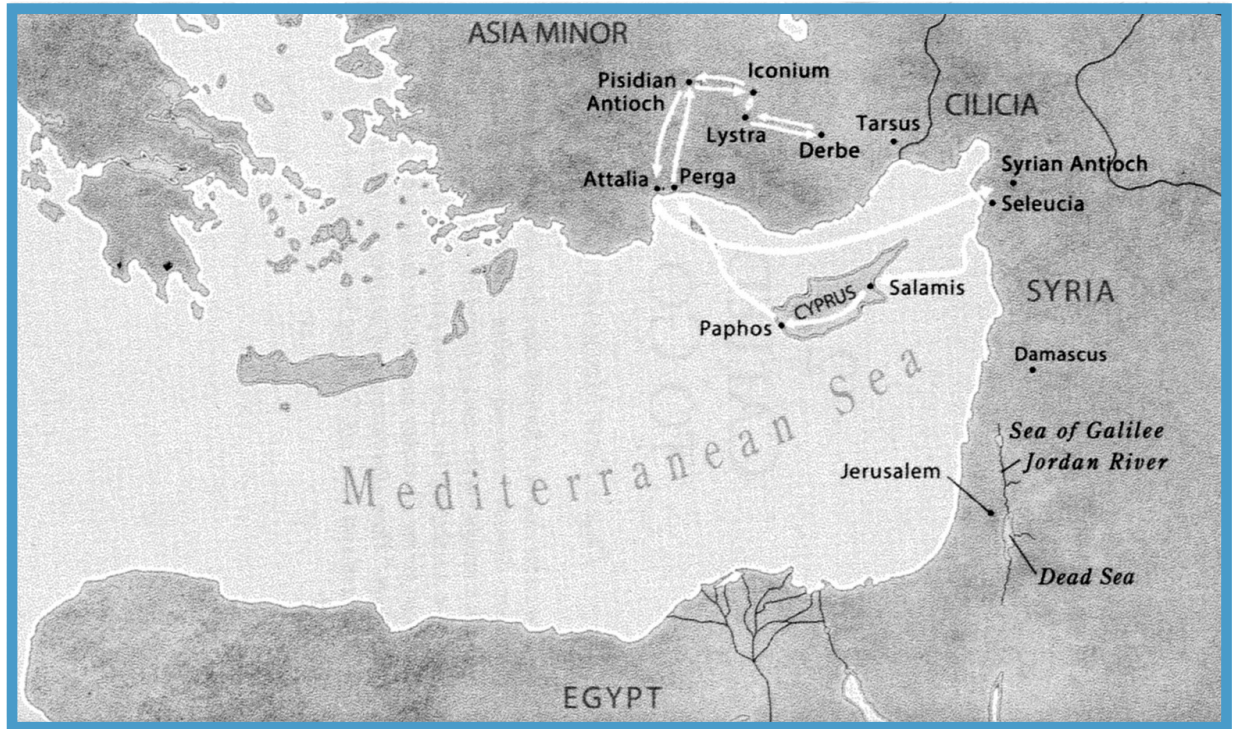 ASIA MINOR
Pisidian
Antioch
Iconium
CILICIA
Lystra
Derbe
Tarsus
Syrian Antioch
Attalia
Perga
Seleucia
CYPRUS
Salamis
SYRIA
Paphos
Damascus
Mediterranean Sea
Sea of Galilee
Jordan River
Jerusalem
Dead Sea
EGYPT